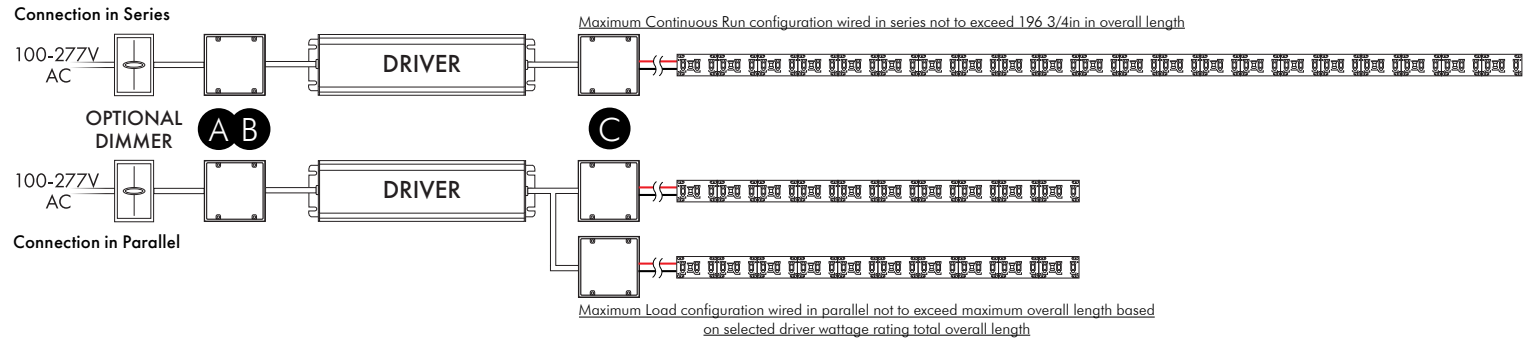 Connection in Series
Maximum Continuous Run configuration wired in series not to exceed 196 3/4in in overall length
100-277V
AC
DRIVER
OPTIONAL
DIMMER
A B
C
100-277V
AC
DRIVER
Connection in Parallel
Maximum Load configuration wired in parallel not to exceed maximum overall length based
on selected driver wattage rating total overall length